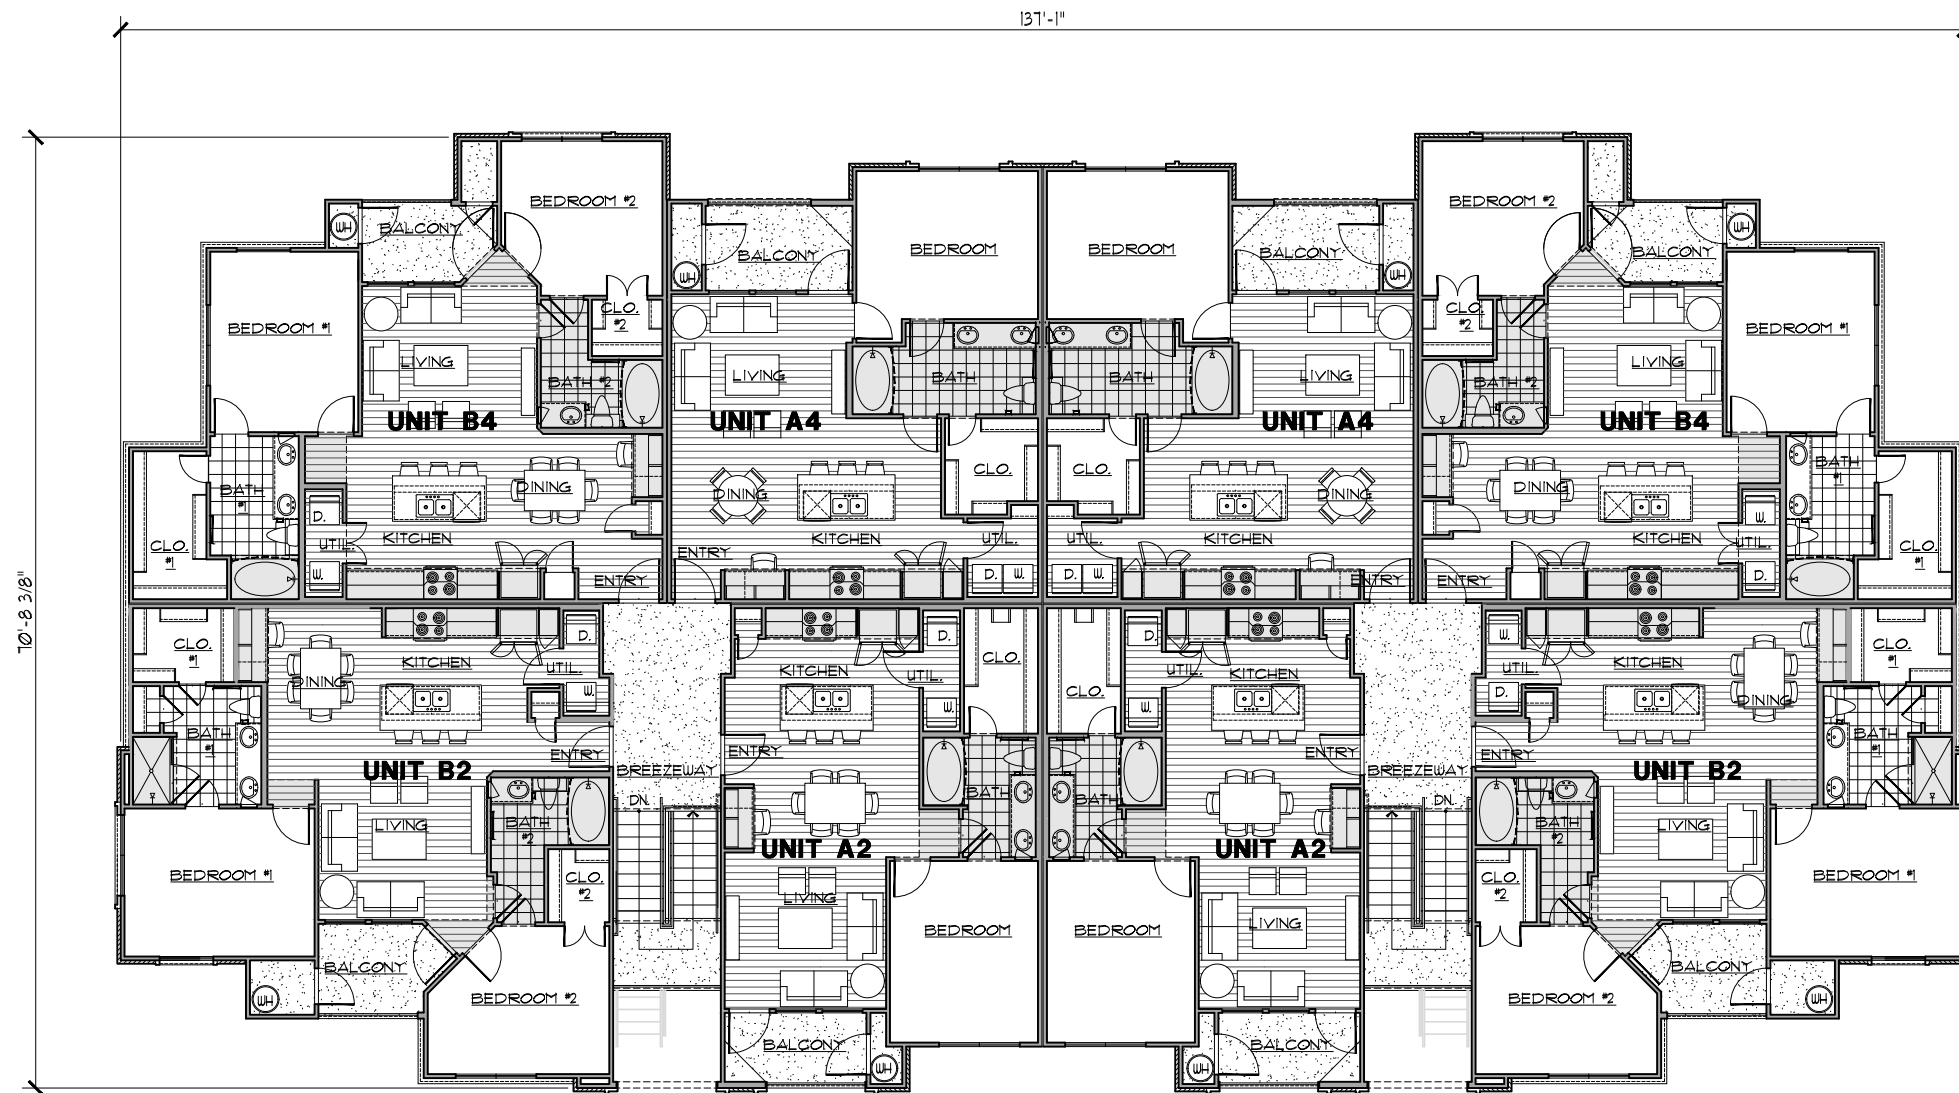 137'-1"
70'-8 3/8"
BEDROOM #2
BALCONY
WH
BEDROOM #1
CLO.
#2
LIVING
BATH #2
UNIT B4
BATH
#1
CLO.
#1
D.
UTIL.
W.
KITCHEN
DINING
ENTRY
BALCONY
WH
BEDROOM
LIVING
BATH
UNIT A4
CLO.
DINING
KITCHEN
ENTRY
UTIL.
D.
W.
BEDROOM
BALCONY
WH
BATH
LIVING
UNIT A4
CLO.
DINING
UTIL.
KITCHEN
D.
W.
ENTRY
BEDROOM #2
BALCONY
WH
CLO.
#2
BEDROOM #1
LIVING
BATH #2
UNIT B4
BATH
#1
DINING
W.
KITCHEN
UTIL.
CLO.
#1
ENTRY
D.
CLO.
#1
KITCHEN
D.
UTIL.
DINING
W.
BATH
#1
ENTRY
UNIT B2
LIVING
BATH
#2
BEDROOM #1
CLO.
#2
BALCONY
WH
BEDROOM #2
BREEZEWAY
DN.
KITCHEN
D.
UTIL.
CLO.
W.
ENTRY
BATH
UNIT A2
LIVING
BEDROOM
BALCONY
WH
D.
UTIL.
KITCHEN
CLO.
W.
ENTRY
BATH
UNIT A2
LIVING
BEDROOM
WH
BALCONY
BREEZEWAY
DN.
W.
UTIL.
KITCHEN
CLO.
#1
D.
DINING
ENTRY
BATH
#1
UNIT B2
BATH
#2
LIVING
CLO.
#2
BEDROOM #1
BALCONY
BEDROOM #2
WH